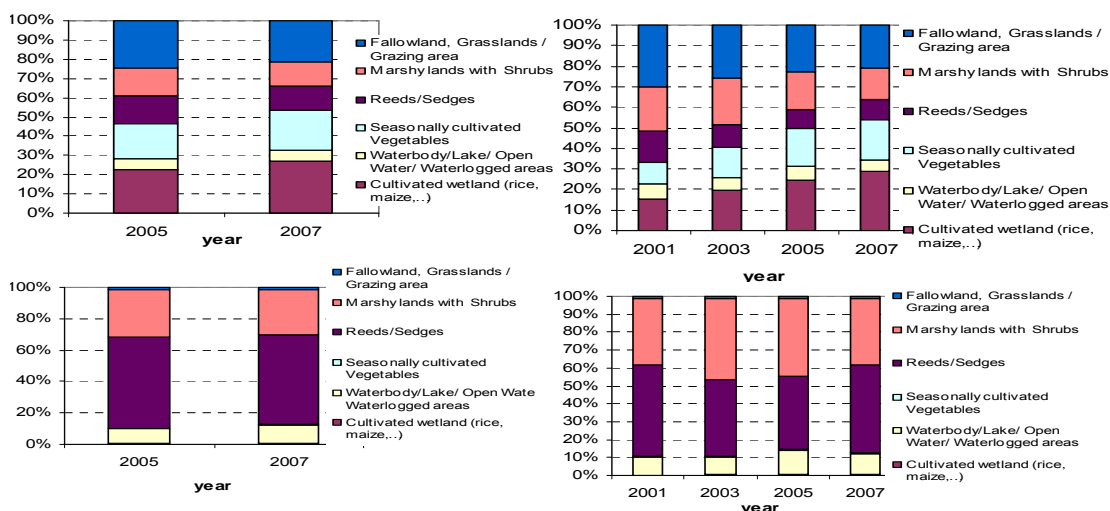 100%
90%
80%
70%
60%
50%
40%
30%
20%
10%
0%
2005
2007
year
Fallowland, Grasslands /
Grazing area
Marshy lands with Shrubs
Reeds/Sedges
Seasonally cultivated
Vegetables
Waterbody/Lake/ Open
Water/ Waterlogged areas
Cultivated wetland (rice,
maize,..)
100%
90%
80%
70%
60%
50%
40%
30%
20%
10%
0%
2001
2003
2005
2007
year
Fallowland, Grasslands /
Grazing area
Marshy lands with Shrubs
Reeds/Sedges
Seasonally cultivated
Vegetables
Waterbody/Lake/ Open
Water/ Waterlogged areas
Cultivated wetland (rice,
maize,..)
100%
80%
60%
40%
20%
0%
2005
2007
year
Fallowland, Grasslands /
Grazing area
Marshy lands with Shrubs
Reeds/Sedges
Seasonally cultivated
Vegetables
Waterbody/Lake/ Open Wate
Waterlogged areas
Cultivated wetland (rice,
maize,..)
100%
90%
80%
70%
60%
50%
40%
30%
20%
10%
0%
2001
2003
2005
2007
year
Fallowland, Grasslands /
Grazing area
Marshy lands with Shrubs
Reeds/Sedges
Seasonally cultivated
Vegetables
Waterbody/Lake/ Open
Water/ Waterlogged areas
Cultivated wetland (rice,
maize,..)